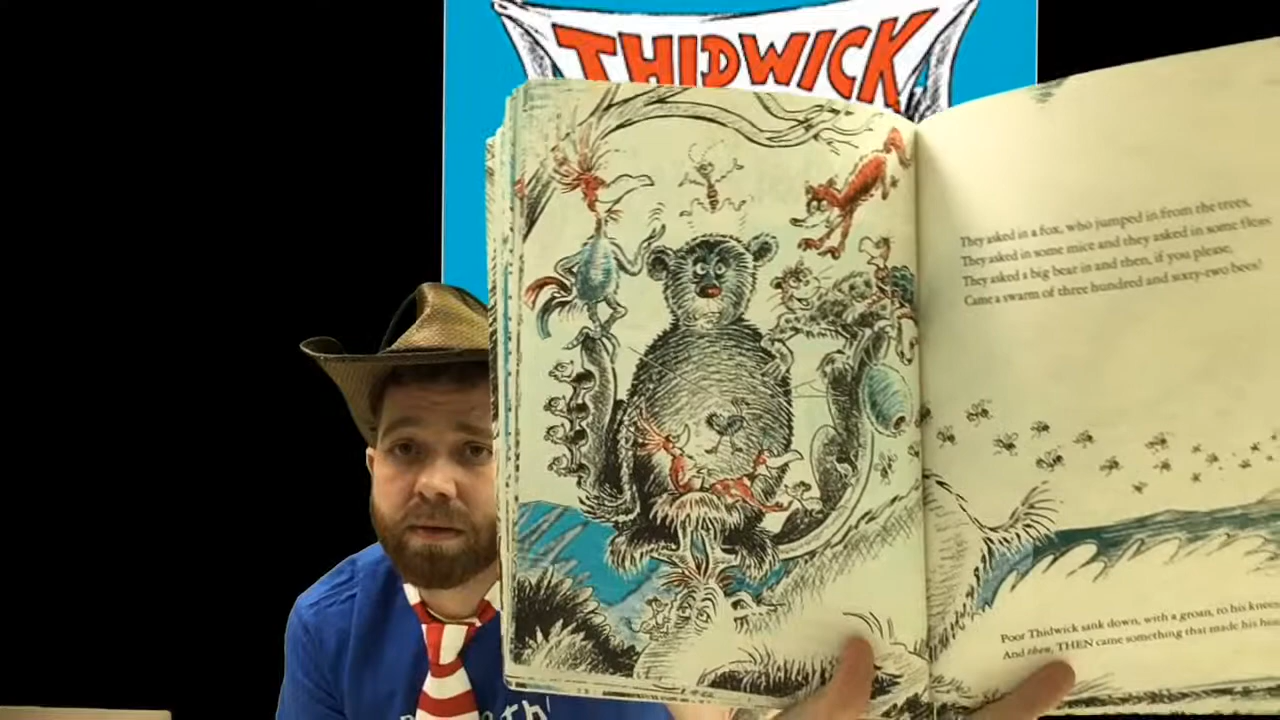 THIDWICK
They asked in a fox, who jumped in from the trees,
They asked in some mice and they asked in some fleas.
They asked a big bear in and then, if you please,
Came a swarm of three hundred and sixty-two bees!
Poor Thidwick sank down, with a groan, to his knees
And then, THEN came something that made his